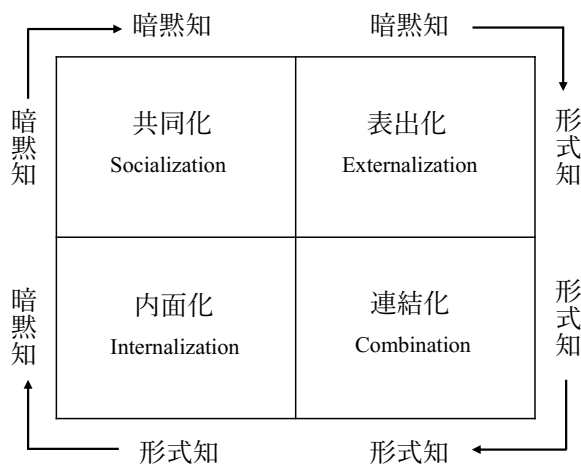 暗黙知
暗黙知
暗黙知
共同化
Socialization
表出化
Externalization
形式知
暗黙知
内面化
Internalization
連結化
Combination
形式知
形式知
形式知